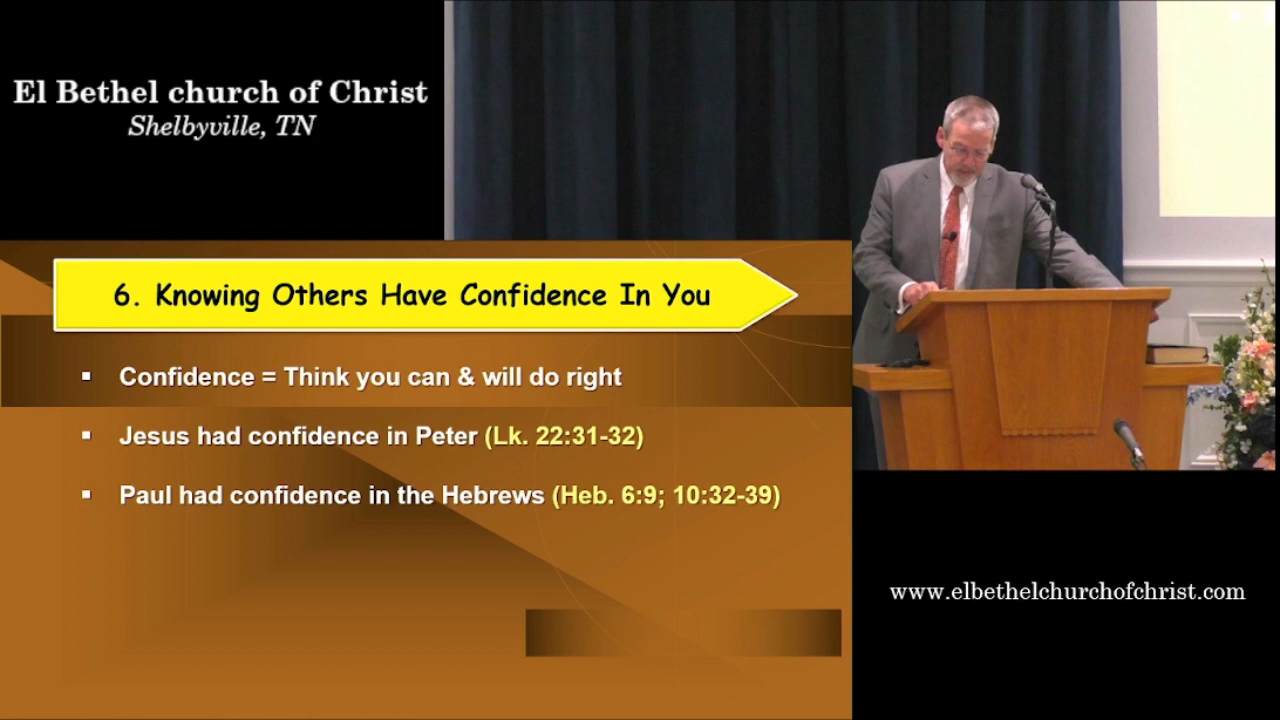 El Bethel church of Christ
Shelbyville, TN
6. Knowing Others Have Confidence In You
▪ Confidence = Think you can & will do right
▪ Jesus had confidence in Peter (Lk. 22:31-32)
▪ Paul had confidence in the Hebrews (Heb. 6:9; 10:32-39)
www.elbethelchurchofchrist.com